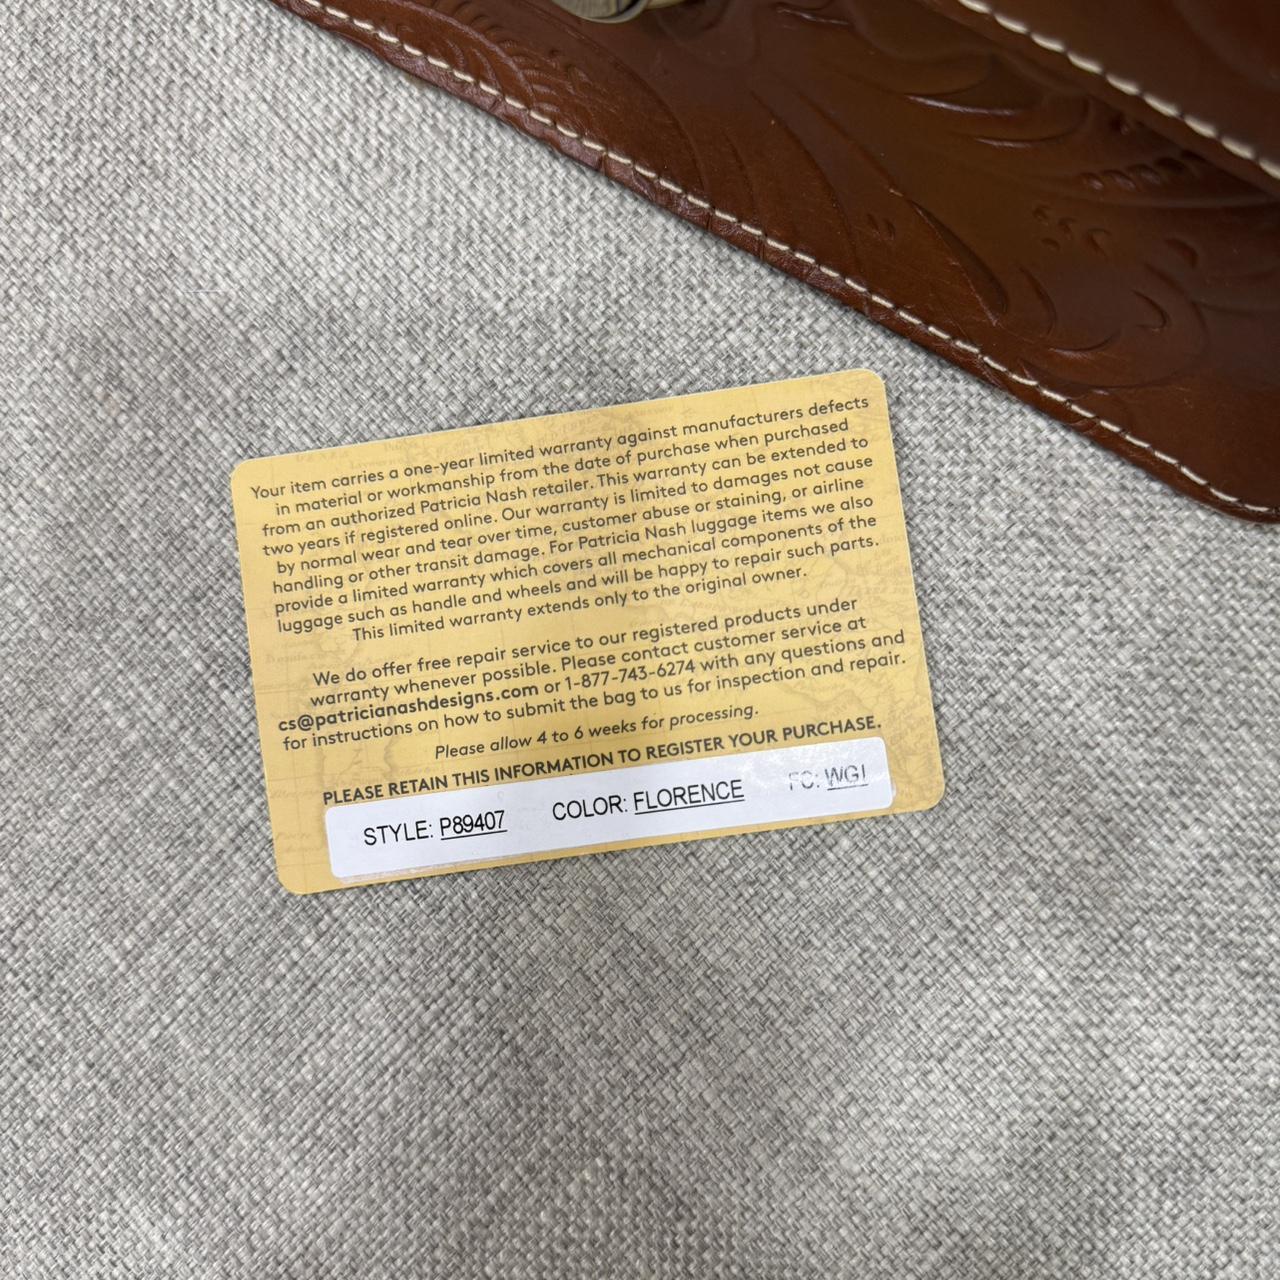 Your item carries a one-year limited warranty against manufacturers defects
in material or workmanship from the date of purchase when purchased
from an authorized Patricia Nash retailer. This warranty can be extended to
two years if registered online. Our warranty is limited to damages not cause
by normal wear and tear over time, customer abuse or staining, or airline
handling or other transit damage. For Patricia Nash luggage items we also
provide a limited warranty which covers all mechanical components of the
luggage such as handle and wheels and will be happy to repair such parts.
This limited warranty extends only to the original owner.
We do offer free repair service to our registered products under
warranty whenever possible. Please contact customer service at
cs@patricianashdesigns.com or 1-877-743-6274 with any questions and
for instructions on how to submit the bag to us for inspection and repair.
Please allow 4 to 6 weeks for processing.
PLEASE RETAIN THIS INFORMATION TO REGISTER YOUR PURCHASE.
STYLE: P89407 COLOR: FLORENCE FC: WGI